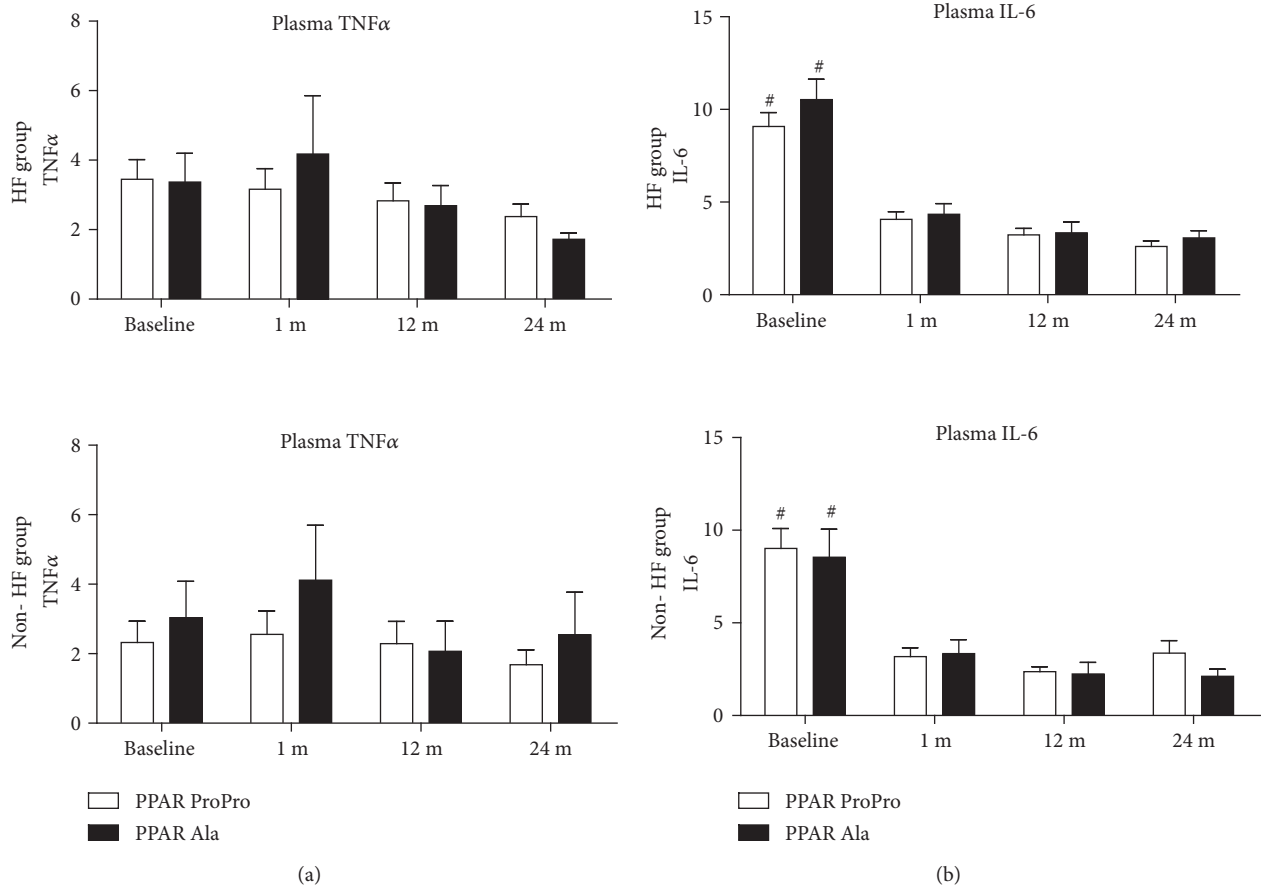 Plasma TNFα
8
6
4
2
0
HF group
TNFα
Baseline
1 m
12 m
24 m
Plasma IL-6
15
10
5
0
HF group
IL-6
#
#
Baseline
1 m
12 m
24 m
Plasma TNFα
8
6
4
2
0
Non- HF group
TNFα
Baseline
1 m
12 m
24 m
PPAR ProPro
PPAR Ala
(a)
Plasma IL-6
15
10
5
0
Non- HF group
IL-6
#
#
Baseline
1 m
12 m
24 m
PPAR ProPro
PPAR Ala
(b)